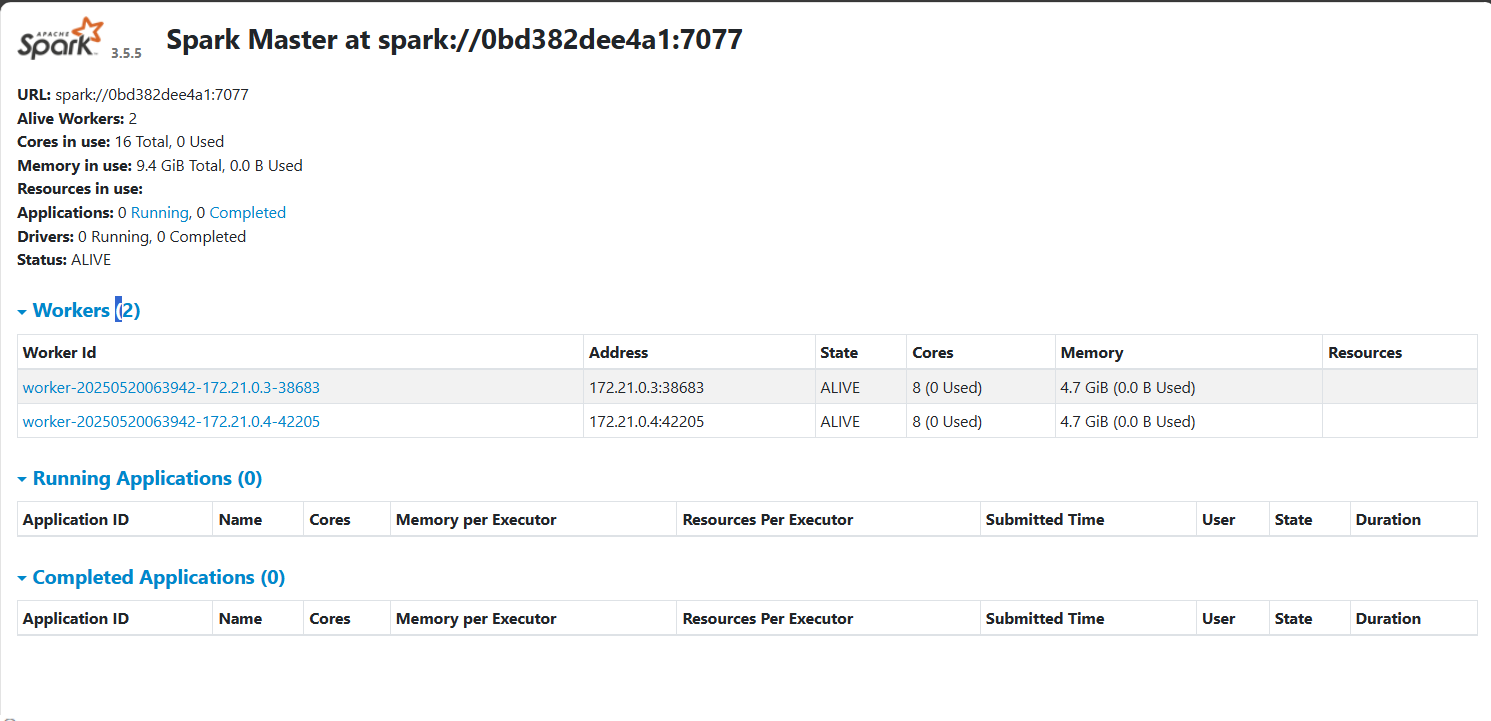 APACHE
Spark 3.5.5 Spark Master at spark://0bd382dee4a1:7077
URL: spark://0bd382dee4a1:7077
Alive Workers: 2
Cores in use: 16 Total, 0 Used
Memory in use: 9.4 GiB Total, 0.0 B Used
Resources in use:
Applications: 0 Running, 0 Completed
Drivers: 0 Running, 0 Completed
Status: ALIVE
Workers (2)
Worker Id Address State Cores Memory Resources
worker-20250520063942-172.21.0.3-38683 172.21.0.3:38683 ALIVE 8 (0 Used) 4.7 GiB (0.0 B Used)
worker-20250520063942-172.21.0.4-42205 172.21.0.4:42205 ALIVE 8 (0 Used) 4.7 GiB (0.0 B Used)
Running Applications (0)
Application ID Name Cores Memory per Executor Resources Per Executor Submitted Time User State Duration
Completed Applications (0)
Application ID Name Cores Memory per Executor Resources Per Executor Submitted Time User State Duration